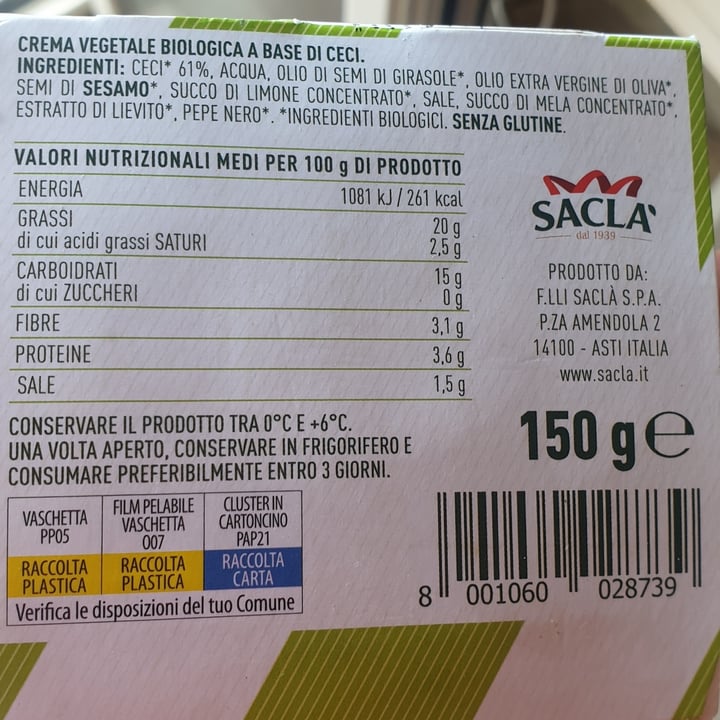 CREMA VEGETALE BIOLOGICA A BASE DI CECI.
INGREDIENTI: CECI* 61%, ACQUA, OLIO DI SEMI DI GIRASOLE*, OLIO EXTRA VERGINE DI OLIVA*,
SEMI DI SESAMO*, SUCCO DI LIMONE CONCENTRATO*, SALE, SUCCO DI MELA CONCENTRATO*,
ESTRATTO DI LIEVITO*, PEPE NERO*. *INGREDIENTI BIOLOGICI. SENZA GLUTINE.
VALORI NUTRIZIONALI MEDI PER 100 g DI PRODOTTO
ENERGIA 1081 kJ / 261 kcal
GRASSI 20 g
di cui acidi grassi SATURI 2,5 g
CARBOIDRATI 15 g
di cui ZUCCHERI 0 g
FIBRE 3,1 g
PROTEINE 3,6 g
SALE 1,5 g
SACLÀ
dal 1939
PRODOTTO DA:
F.LLI SACLÀ S.P.A.
P.ZA AMENDOLA 2
14100 - ASTI ITALIA
www.sacla.it
150 g e
CONSERVARE IL PRODOTTO TRA 0°C E +6°C.
UNA VOLTA APERTO, CONSERVARE IN FRIGORIFERO E
CONSUMARE PREFERIBILMENTE ENTRO 3 GIORNI.
VASCHETTA
PP05
RACCOLTA
PLASTICA
FILM PELABILE
VASCHETTA
007
RACCOLTA
PLASTICA
CLUSTER IN
CARTONCINO
PAP21
RACCOLTA
CARTA
Verifica le disposizioni del tuo Comune
8 001060 028739